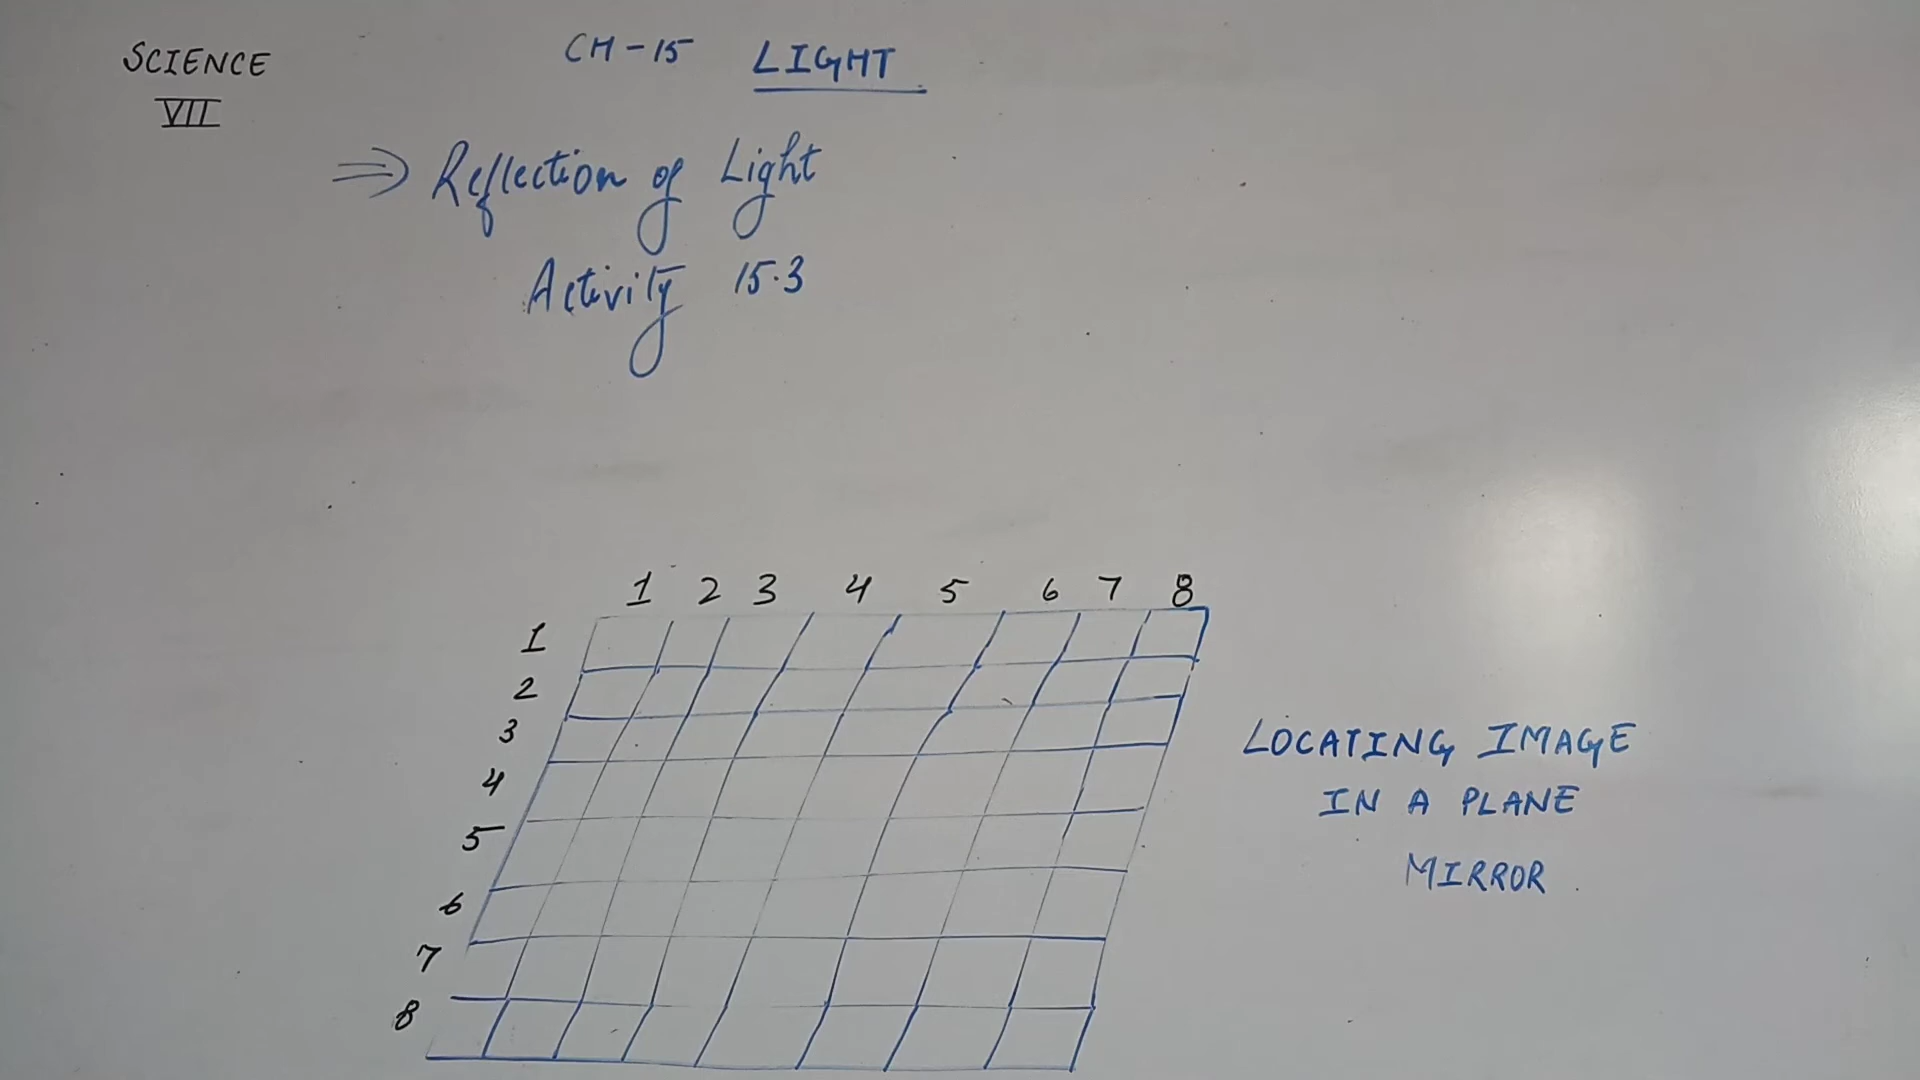 SCIENCE
VII
CH-15 LIGHT
⇒ Reflection of Light
Activity 15.3
1 2 3 4 5 6 7 8
1
2
3
4
5
6
7
8
LOCATING IMAGE
IN A PLANE
MIRROR